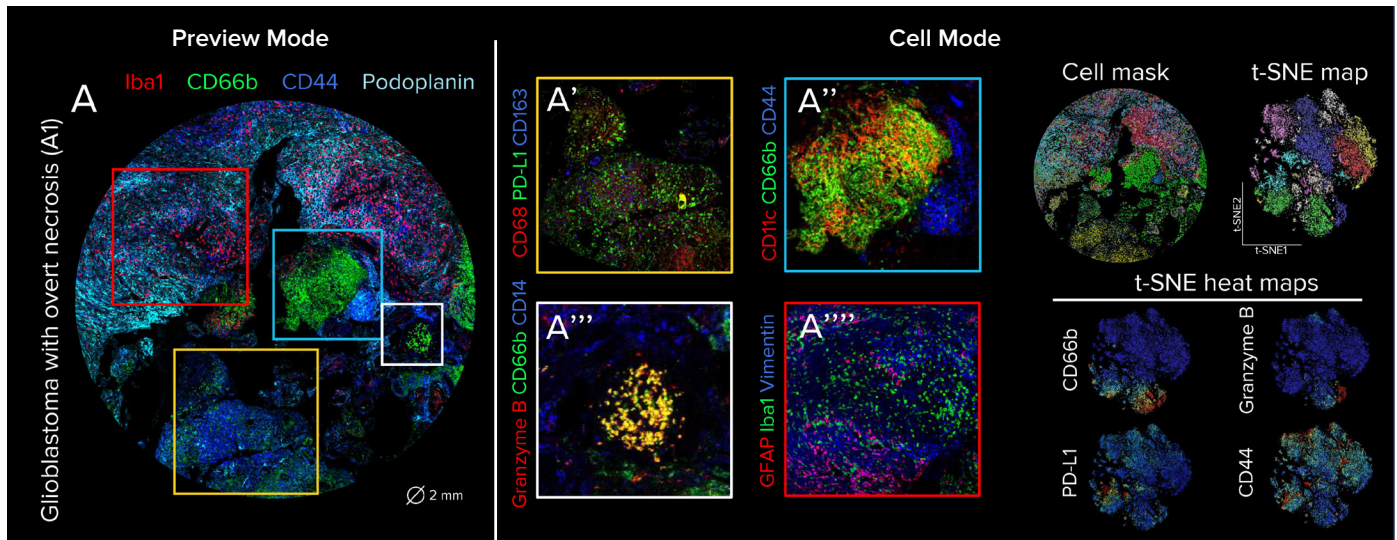 Preview Mode
Cell Mode
Iba1 CD66b CD44 Podoplanin
A
Glioblastoma with overt necrosis (A1)
⌀ 2 mm
CD68 PD-L1 CD163
A'
CD11c CD66b CD44
A''
Granzyme B CD66b CD14
A'''
GFAP Iba1 Vimentin
A''''
Cell mask
t-SNE map
t-SNE2
t-SNE1
t-SNE heat maps
CD66b
Granzyme B
PD-L1
CD44